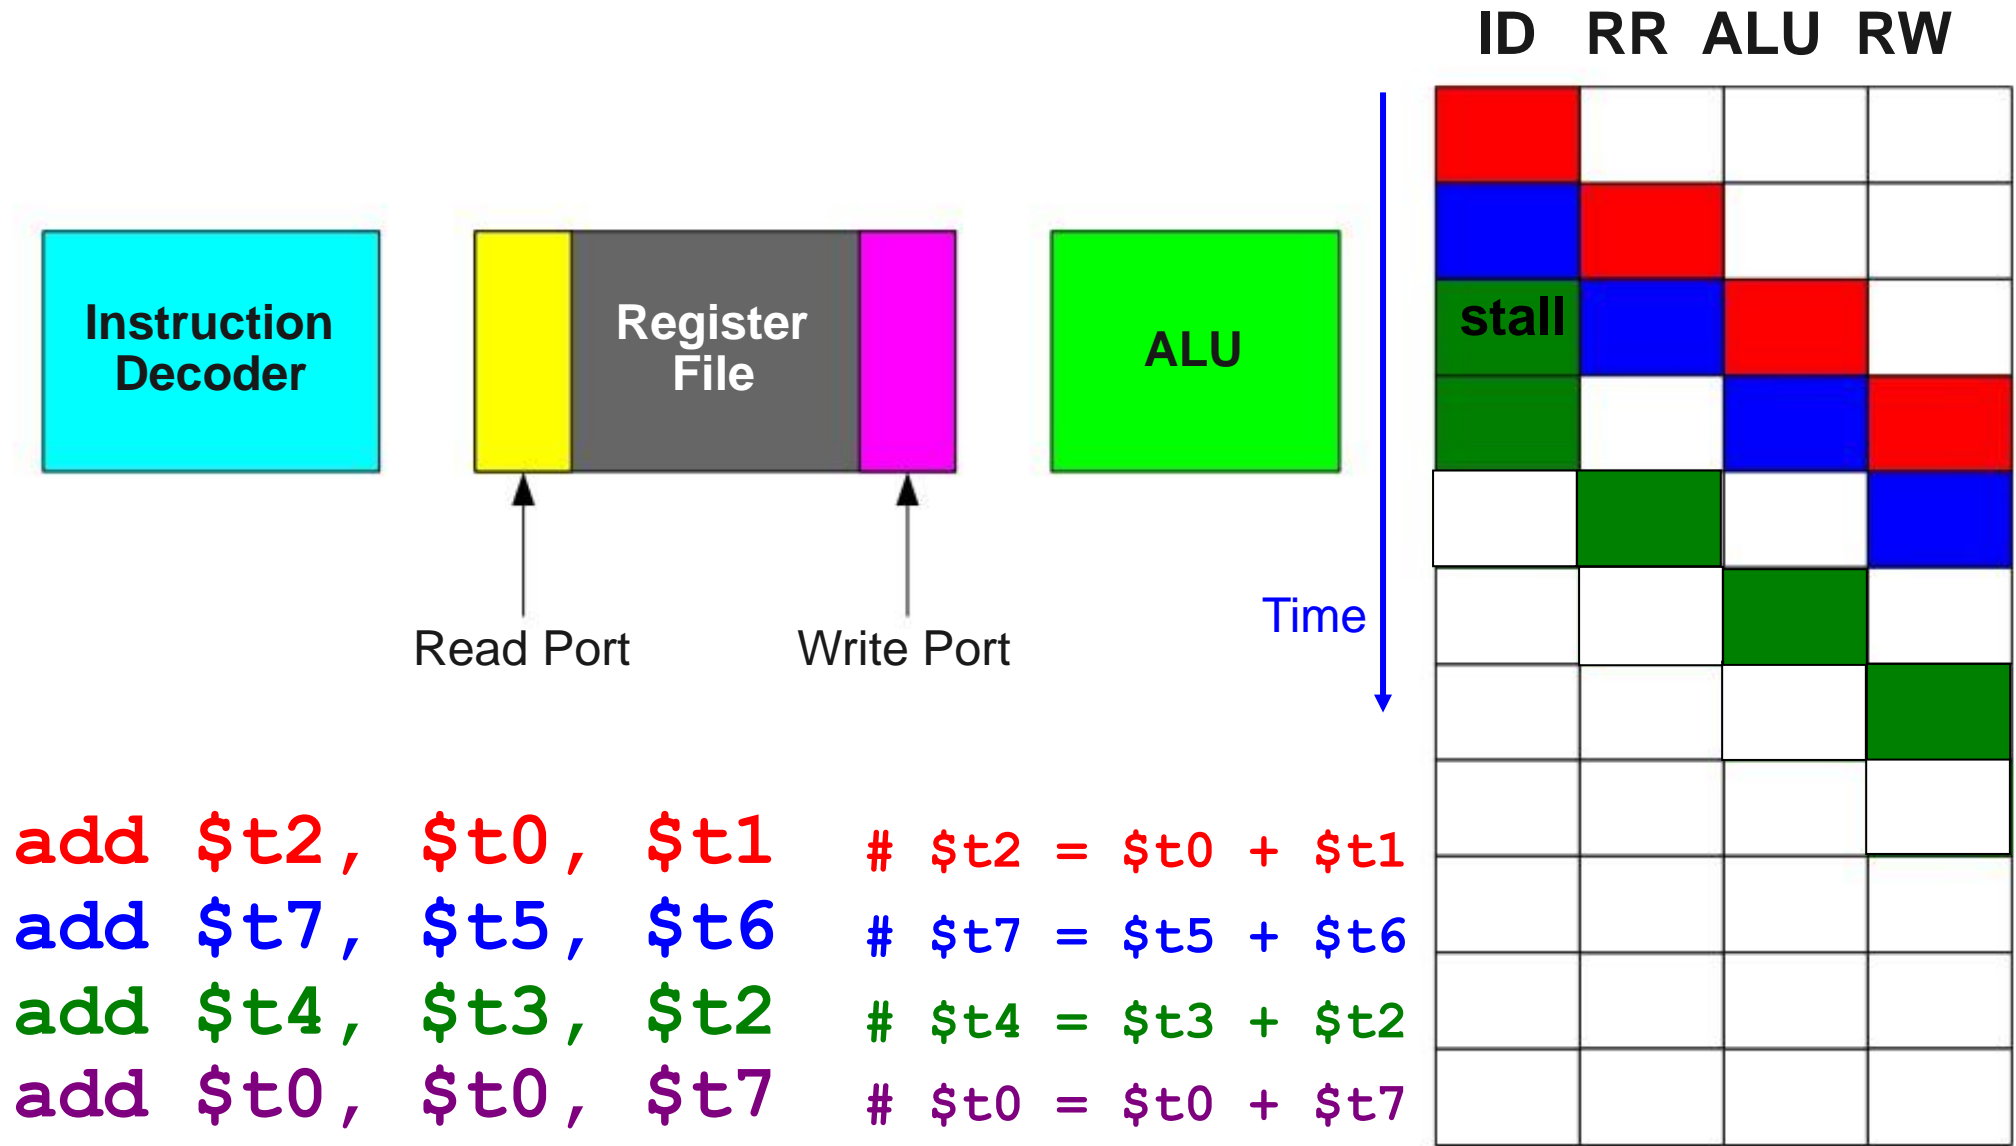 ID RR ALU RW
Instruction
Decoder
Register
File
ALU
stall
Time
Read Port
Write Port
add $t2, $t0, $t1 # $t2 = $t0 + $t1
add $t7, $t5, $t6 # $t7 = $t5 + $t6
add $t4, $t3, $t2 # $t4 = $t3 + $t2
add $t0, $t0, $t7 # $t0 = $t0 + $t7